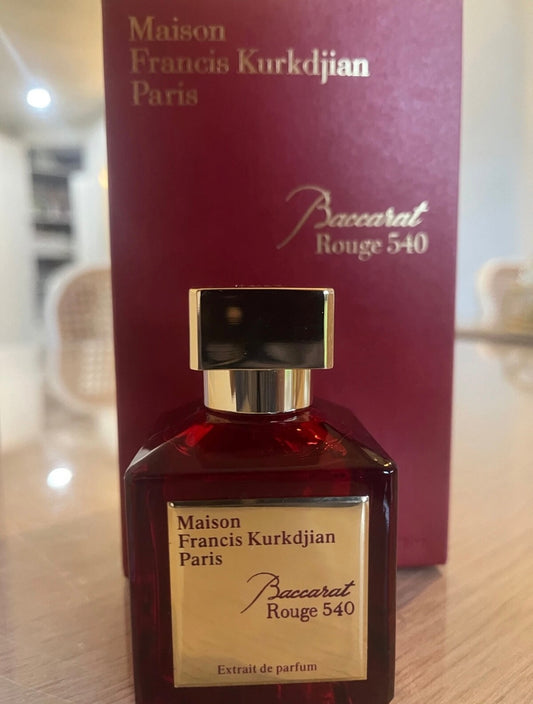 Maison
Francis Kurkdjian
Paris
Baccarat
Rouge 540
Maison
Francis Kurkdjian
Paris
Baccarat
Rouge 540
Extrait de parfum